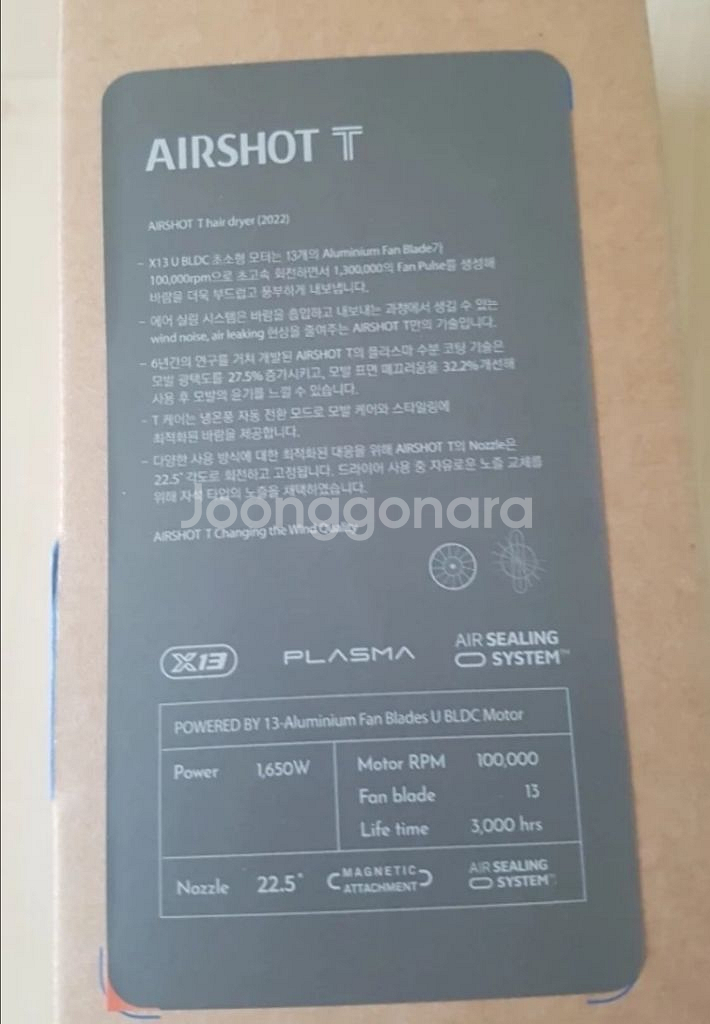 AIRSHOT T
AIRSHOT T hair dryer (2022)
- X13 U BLDC 초소형 모터는 13개의 Aluminium Fan Blade가
100,000rpm으로 초고속 회전하면서 1,300,000의 Fan Pulse를 생성해
바람을 더욱 부드럽고 풍부하게 내보냅니다.
- 에어 실링 시스템은 바람을 흡입하고 내보내는 과정에서 생길 수 있는
wind noise, air leaking 현상을 줄여주는 AIRSHOT T만의 기술입니다.
- 6년간의 연구를 거쳐 개발된 AIRSHOT T의 플라스마 수분 코팅 기술은
모발 광택도를 27.5% 증가시키고, 모발 표면 매끄러움을 32.2% 개선해
사용 후 모발의 윤기를 느낄 수 있습니다.
- T 케어는 냉온풍 자동 전환 모드로 모발 케어와 스타일링에
최적화된 바람을 제공합니다.
- 다양한 사용 방식에 대한 최적화된 대응을 위해 AIRSHOT T의 Nozzle은
22.5° 각도로 회전하고 고정됩니다. 드라이어 사용 중 자유로운 노즐 교체를
위해 자석 타입의 노즐을 채택하였습니다.
Joonggonara
AIRSHOT T Changing the Wind Quality
X13 PLASMA AIR SEALING SYSTEM™
POWERED BY 13-Aluminium Fan Blades U BLDC Motor
Power 1,650W
Motor RPM 100,000
Fan blade 13
Life time 3,000 hrs
Nozzle 22.5° MAGNETIC ATTACHMENT AIR SEALING SYSTEM™